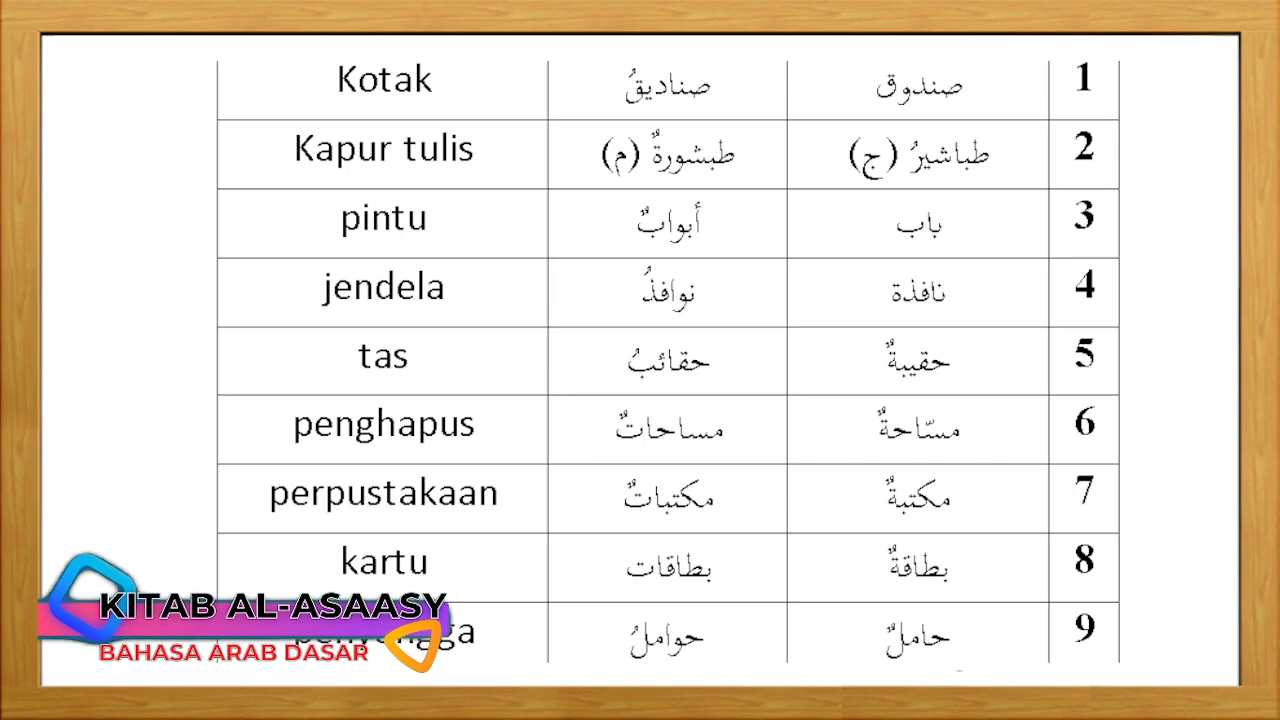 Kotak صناديقُ صندوق 1
Kapur tulis طبشورةٌ (م) طباشيرُ (ج) 2
pintu أبوابٌ باب 3
jendela نوافذُ نافذة 4
tas حقائبُ حقيبةٌ 5
penghapus مساحاتٌ مسّاحةٌ 6
perpustakaan مكتباتٌ مكتبةٌ 7
kartu بطاقات بطاقةٌ 8
حواملُ حاملٌ 9
KITAB AL-ASAASY
BAHASA ARAB DASAR